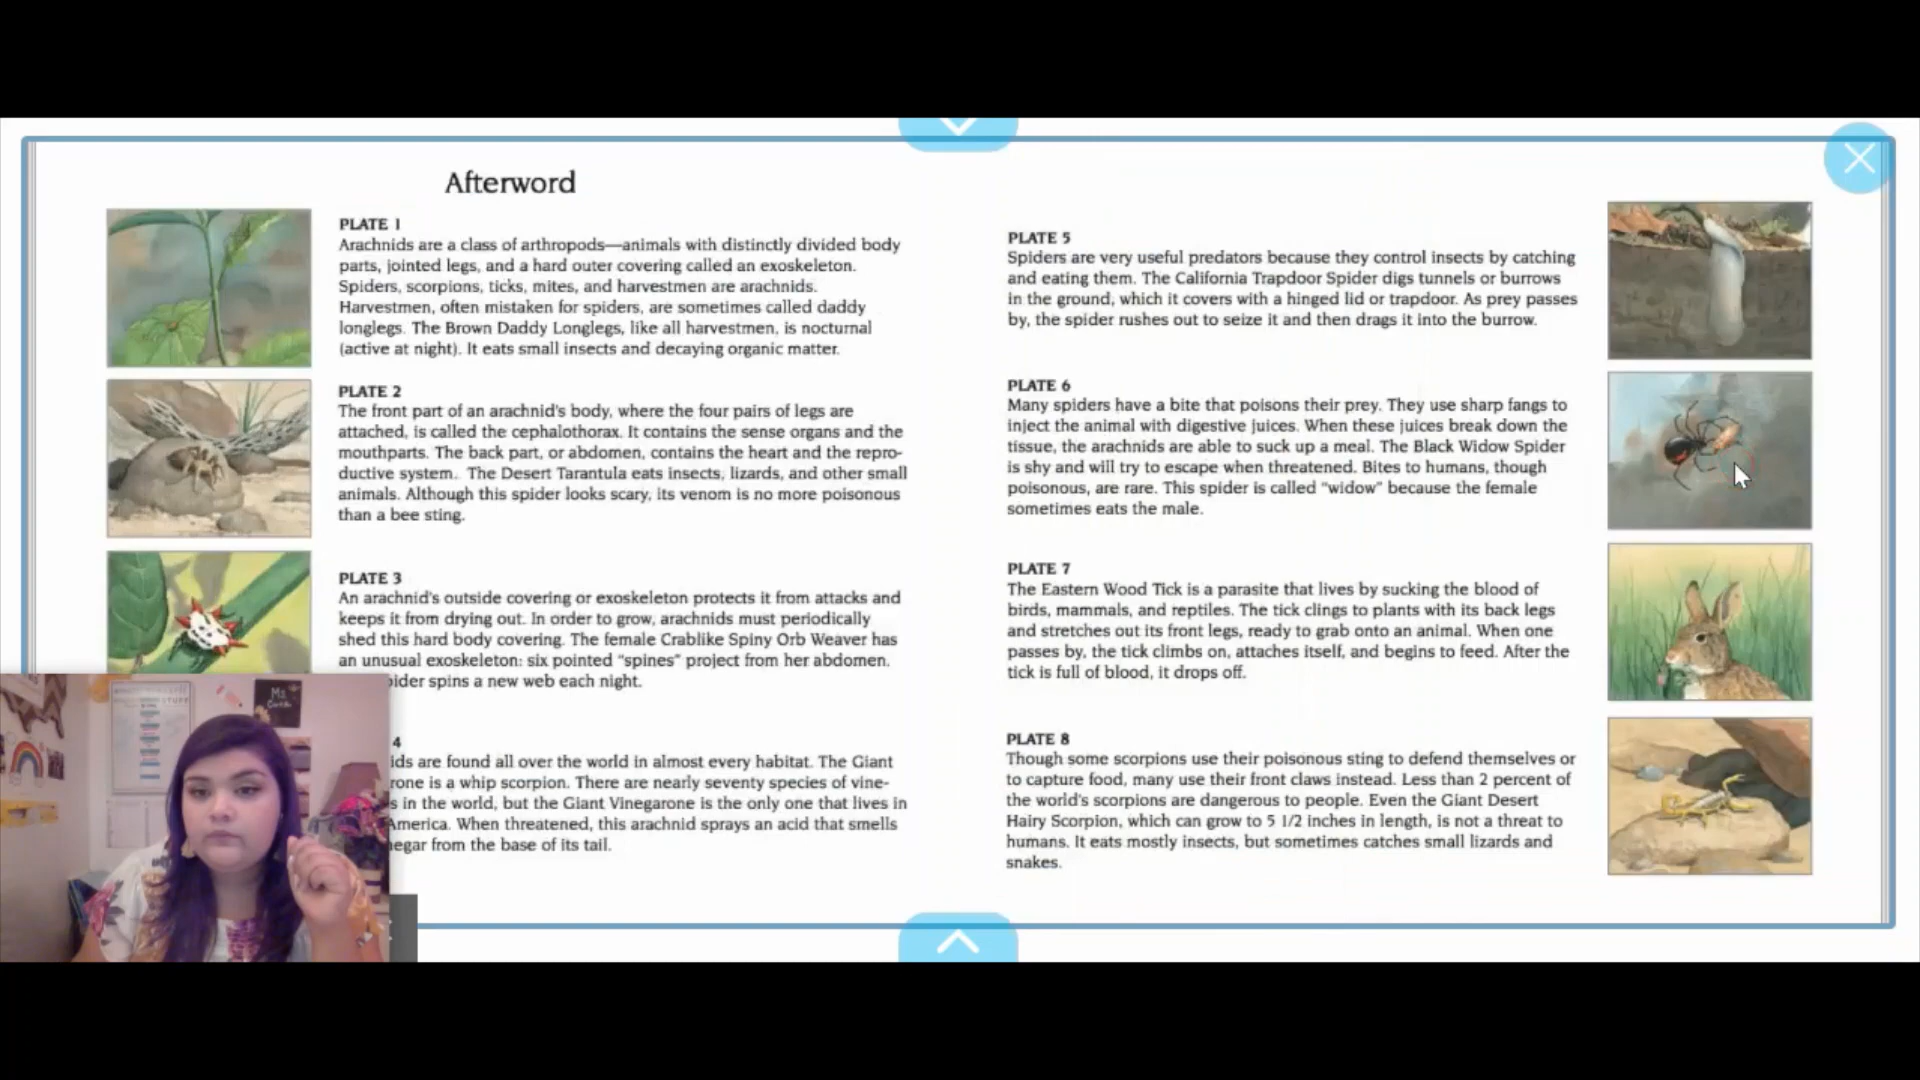 Afterword
PLATE 1
Arachnids are a class of arthropods—animals with distinctly divided body
parts, jointed legs, and a hard outer covering called an exoskeleton.
Spiders, scorpions, ticks, mites, and harvestmen are arachnids.
Harvestmen, often mistaken for spiders, are sometimes called daddy
longlegs. The Brown Daddy Longlegs, like all harvestmen, is nocturnal
(active at night). It eats small insects and decaying organic matter.
PLATE 2
The front part of an arachnid's body, where the four pairs of legs are
attached, is called the cephalothorax. It contains the sense organs and the
mouthparts. The back part, or abdomen, contains the heart and the repro-
ductive system. The Desert Tarantula eats insects, lizards, and other small
animals. Although this spider looks scary, its venom is no more poisonous
than a bee sting.
PLATE 3
An arachnid's outside covering or exoskeleton protects it from attacks and
keeps it from drying out. In order to grow, arachnids must periodically
shed this hard body covering. The female Crablike Spiny Orb Weaver has
an unusual exoskeleton: six pointed "spines" project from her abdomen.
ider spins a new web each night.
4
ids are found all over the world in almost every habitat. The Giant
rone is a whip scorpion. There are nearly seventy species of vine-
s in the world, but the Giant Vinegarone is the only one that lives in
America. When threatened, this arachnid sprays an acid that smells
egar from the base of its tail.
PLATE 5
Spiders are very useful predators because they control insects by catching
and eating them. The California Trapdoor Spider digs tunnels or burrows
in the ground, which it covers with a hinged lid or trapdoor. As prey passes
by, the spider rushes out to seize it and then drags it into the burrow.
PLATE 6
Many spiders have a bite that poisons their prey. They use sharp fangs to
inject the animal with digestive juices. When these juices break down the
tissue, the arachnids are able to suck up a meal. The Black Widow Spider
is shy and will try to escape when threatened. Bites to humans, though
poisonous, are rare. This spider is called "widow" because the female
sometimes eats the male.
PLATE 7
The Eastern Wood Tick is a parasite that lives by sucking the blood of
birds, mammals, and reptiles. The tick clings to plants with its back legs
and stretches out its front legs, ready to grab onto an animal. When one
passes by, the tick climbs on, attaches itself, and begins to feed. After the
tick is full of blood, it drops off.
PLATE 8
Though some scorpions use their poisonous sting to defend themselves or
to capture food, many use their front claws instead. Less than 2 percent of
the world's scorpions are dangerous to people. Even the Giant Desert
Hairy Scorpion, which can grow to 5 1/2 inches in length, is not a threat to
humans. It eats mostly insects, but sometimes catches small lizards and
snakes.
Ms